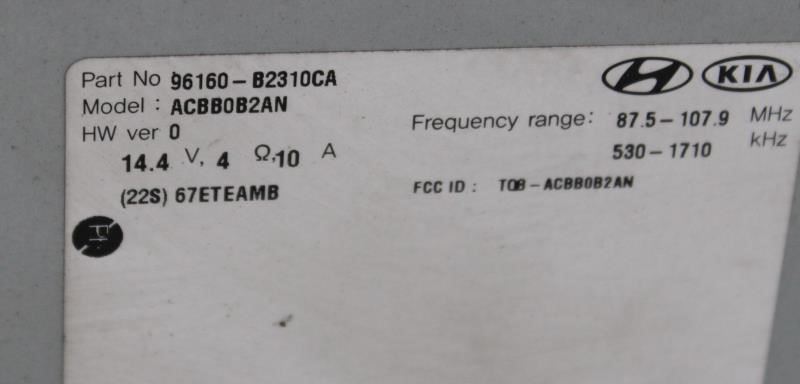 Part No 96160-B2310CA
Model : ACBB0B2AN
HW ver 0
14.4 V, 4 Ω,10 A
(22S) 67ETEAMB
KIA
Frequency range: 87.5-107.9 MHz
530-1710 kHz
FCC ID : TQ8-ACBB0B2AN